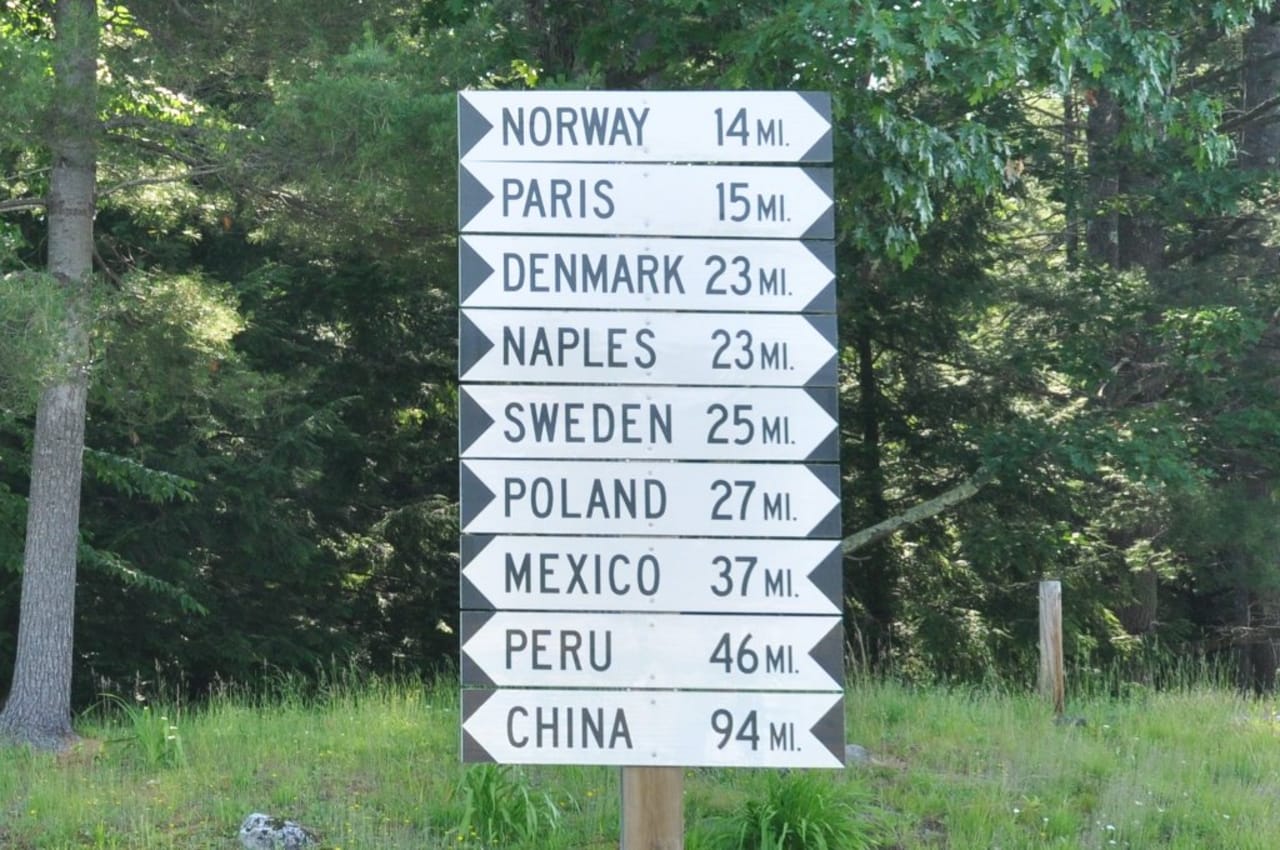 NORWAY 14 MI.
PARIS 15 MI.
DENMARK 23 MI.
NAPLES 23 MI.
SWEDEN 25 MI.
POLAND 27 MI.
MEXICO 37 MI.
PERU 46 MI.
CHINA 94 MI.